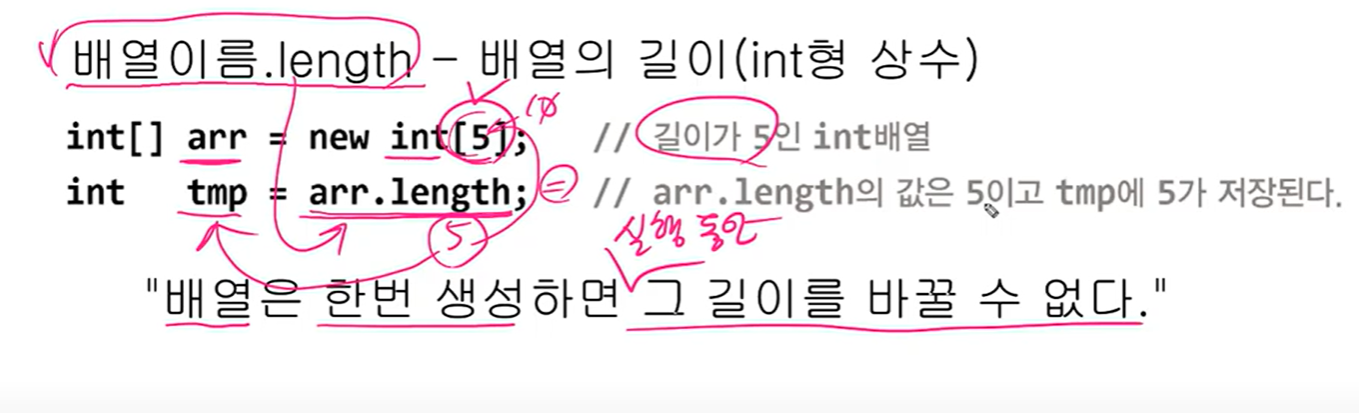 배열이름.length - 배열의 길이(int형 상수)
10
int[] arr = new int[5]; // 길이가 5인 int배열
int tmp = arr.length; = // arr.length의 값은 5이고 tmp에 5가 저장된다.
5 실행 동안
"배열은 한번 생성하면 그 길이를 바꿀 수 없다."